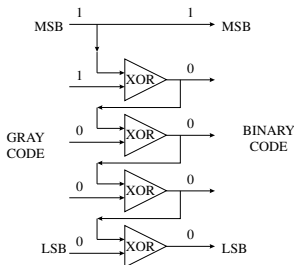 1 1
MSB MSB
1 XOR 0
0 XOR 0
GRAY CODE
BINARY CODE
0 XOR 0
LSB 0 XOR 0 LSB